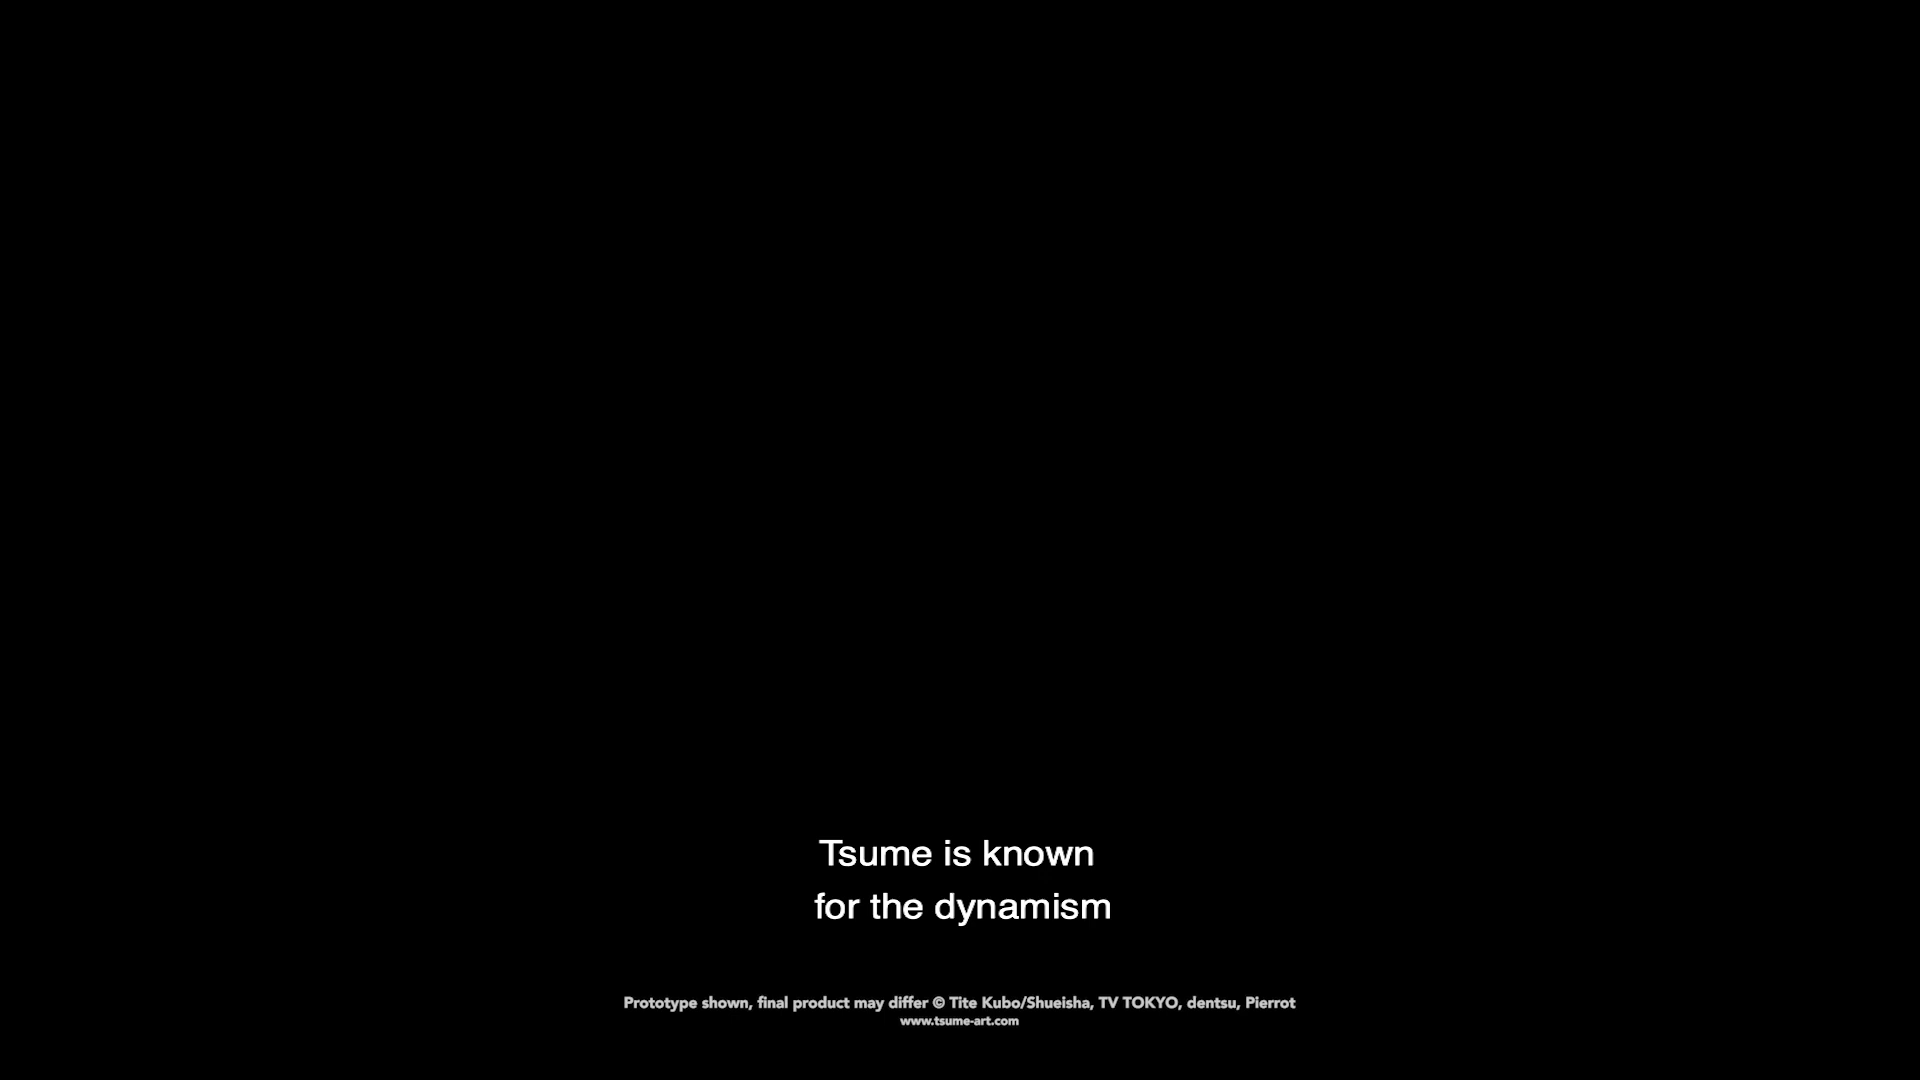 Tsume is known
for the dynamism
Prototype shown, final product may differ © Tite Kubo/Shueisha, TV TOKYO, dentsu, Pierrot
www.tsume-art.com